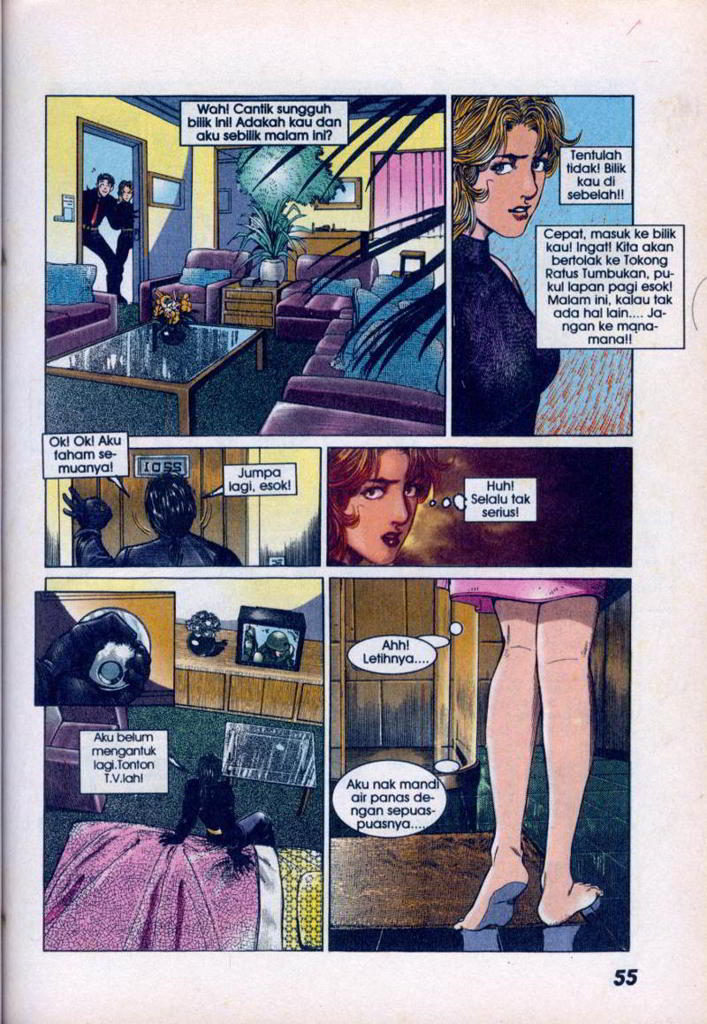 Wah! Cantik sungguh
bilik ini! Adakah kau dan
aku sebilik malam ini?
Tentulah
tidak! Bilik
kau di
sebelah!!
Cepat, masuk ke bilik
kau! Ingat! Kita akan
bertolak ke Tokong
Ratus Tumbukan, pu-
kul lapan pagi esok!
Malam ini, kalau tak
ada hal lain.... Ja-
ngan ke mana-
mana!!
Ok! Ok! Aku
faham se-
muanya!
Jumpa
lagi, esok!
Huh!
Selalu tak
serius!
Aku belum
mengantuk
lagi.Tonton
T.V.lah!
Ahh!
Letihnya....
Aku nak mandi
air panas de-
ngan sepuas-
puasnya....
55